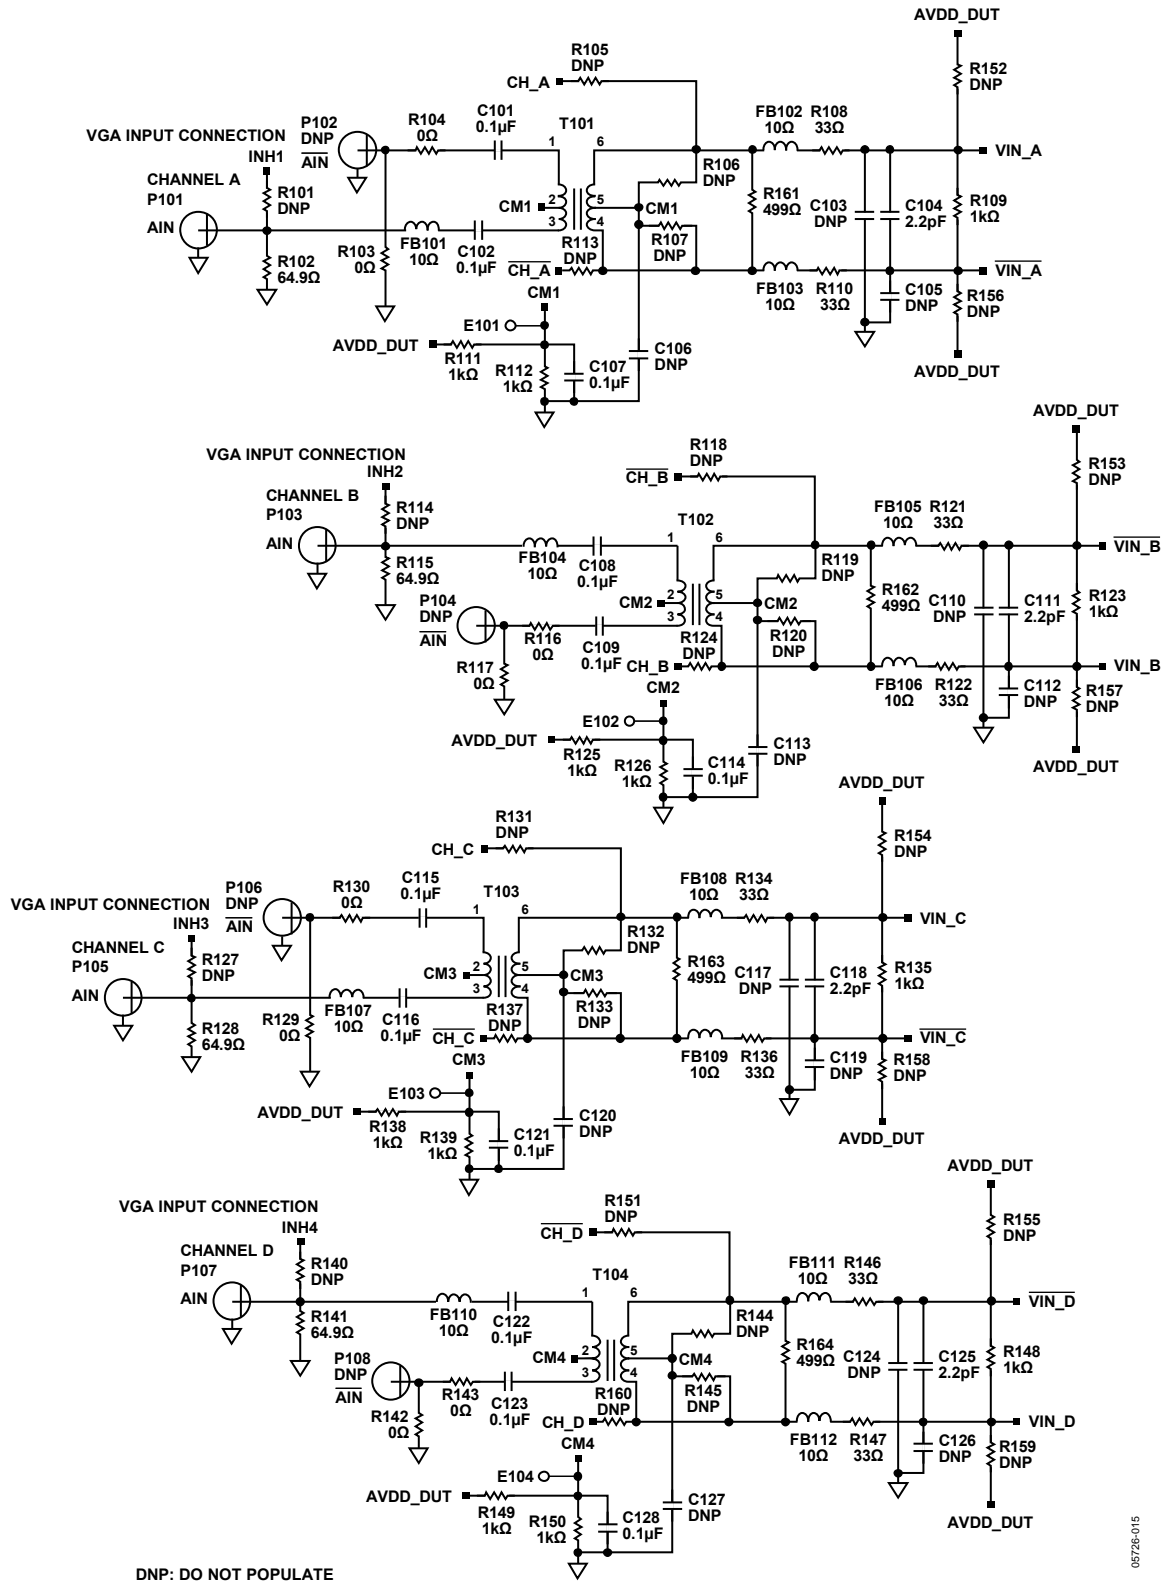 AVDD_DUT
R105
DNP
CH_A
R152
DNP
VGA INPUT CONNECTION
INH1
P102
DNP
AIN
R104
0Ω
C101
0.1µF
T101
1
6
FB102
10Ω
R108
33Ω
VIN_A
CHANNEL A
P101
AIN
R101
DNP
R106
DNP
CM1
2
5
CM1
3
4
R161
499Ω
C103
DNP
C104
2.2pF
R109
1kΩ
R102
64.9Ω
R103
0Ω
FB101
10Ω
C102
0.1µF
R113
DNP
R107
DNP
CH_A
FB103
10Ω
R110
33Ω
C105
DNP
VIN_A
R156
DNP
AVDD_DUT
CM1
E101
AVDD_DUT
R111
1kΩ
R112
1kΩ
C107
0.1µF
C106
DNP
AVDD_DUT
R118
DNP
CH_B
R153
DNP
VGA INPUT CONNECTION
INH2
CHANNEL B
P103
AIN
R114
DNP
T102
1
6
FB105
10Ω
R121
33Ω
VIN_B
FB104
10Ω
C108
0.1µF
R119
DNP
R115
64.9Ω
P104
DNP
AIN
CM2
2
5
CM2
3
4
R162
499Ω
C110
DNP
C111
2.2pF
R123
1kΩ
R116
0Ω
C109
0.1µF
R124
DNP
R120
DNP
R117
0Ω
CH_B
FB106
10Ω
R122
33Ω
C112
DNP
VIN_B
R157
DNP
AVDD_DUT
CM2
E102
AVDD_DUT
R125
1kΩ
R126
1kΩ
C114
0.1µF
C113
DNP
AVDD_DUT
R131
DNP
CH_C
R154
DNP
VGA INPUT CONNECTION
INH3
P106
DNP
AIN
R130
0Ω
C115
0.1µF
T103
1
6
FB108
10Ω
R134
33Ω
VIN_C
CHANNEL C
P105
AIN
R127
DNP
R132
DNP
CM3
2
5
CM3
3
4
R163
499Ω
C117
DNP
C118
2.2pF
R135
1kΩ
R128
64.9Ω
R129
0Ω
FB107
10Ω
C116
0.1µF
R137
DNP
R133
DNP
CH_C
FB109
10Ω
R136
33Ω
C119
DNP
VIN_C
R158
DNP
AVDD_DUT
CM3
E103
AVDD_DUT
R138
1kΩ
R139
1kΩ
C121
0.1µF
C120
DNP
AVDD_DUT
R151
DNP
CH_D
R155
DNP
VGA INPUT CONNECTION
INH4
CHANNEL D
P107
AIN
R140
DNP
T104
1
6
FB111
10Ω
R146
33Ω
VIN_D
FB110
10Ω
C122
0.1µF
R144
DNP
R141
64.9Ω
P108
DNP
AIN
CM4
2
5
CM4
3
4
R164
499Ω
C124
DNP
C125
2.2pF
R148
1kΩ
R143
0Ω
C123
0.1µF
R160
DNP
R145
DNP
R142
0Ω
CH_D
FB112
10Ω
R147
33Ω
C126
DNP
VIN_D
R159
DNP
AVDD_DUT
CM4
E104
AVDD_DUT
R149
1kΩ
R150
1kΩ
C128
0.1µF
C127
DNP
DNP: DO NOT POPULATE
05726-015